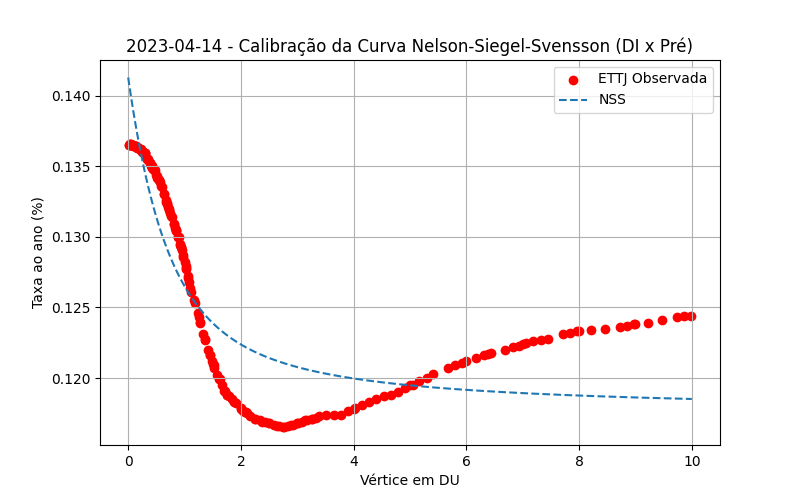 2023-04-14 - Calibração da Curva Nelson-Siegel-Svensson (DI x Pré)
ETTJ Observada
NSS
Taxa ao ano (%)
0.140
0.135
0.130
0.125
0.120
0
2
4
6
8
10
Vértice em DU